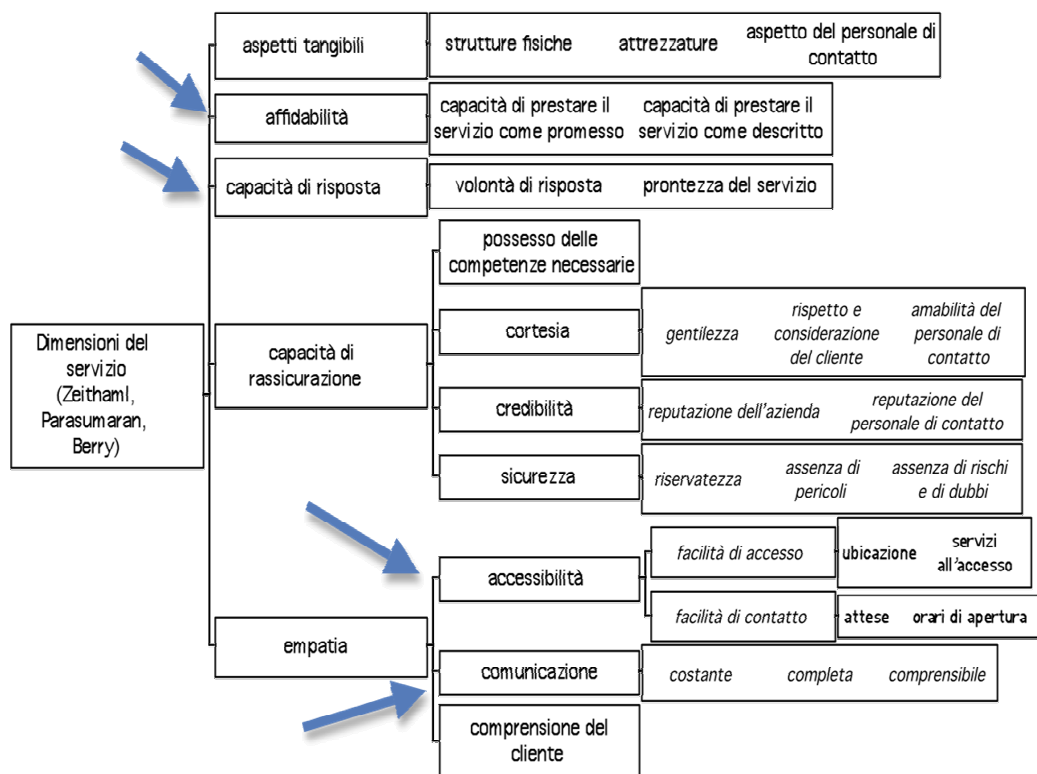 aspetti tangibili
strutture fisiche
attrezzature
aspetto del personale di
contatto
affidabilità
capacità di prestare il
servizio come promesso
capacità di prestare il
servizio come descritto
capacità di risposta
volontà di risposta
prontezza del servizio
Dimensioni del
servizio
(Zeithaml,
Parasumaran,
Berry)
capacità di
rassicurazione
possesso delle
competenze necessarie
cortesia
gentilezza
rispetto e
considerazione
del cliente
amabilità del
personale di
contatto
credibilità
reputazione dell'azienda
reputazione del
personale di contatto
sicurezza
riservatezza
assenza di
pericoli
assenza di rischi
e di dubbi
empatia
accessibilità
facilità di accesso
ubicazione
servizi
all'accesso
facilità di contatto
attese
orari di apertura
comunicazione
costante
completa
comprensibile
comprensione del
cliente